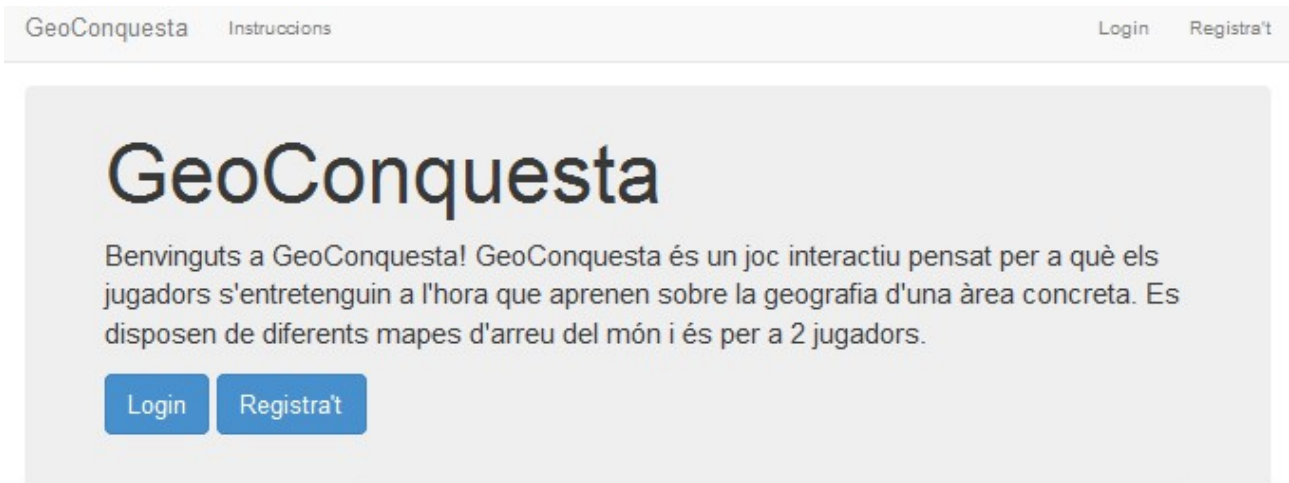 GeoConquesta Instruccions Login Registra't
GeoConquesta
Benvinguts a GeoConquesta! GeoConquesta és un joc interactiu pensat per a què els
jugadors s'entretenguin a l'hora que aprenen sobre la geografia d'una àrea concreta. Es
disposen de diferents mapes d'arreu del món i és per a 2 jugadors.
Login Registra't